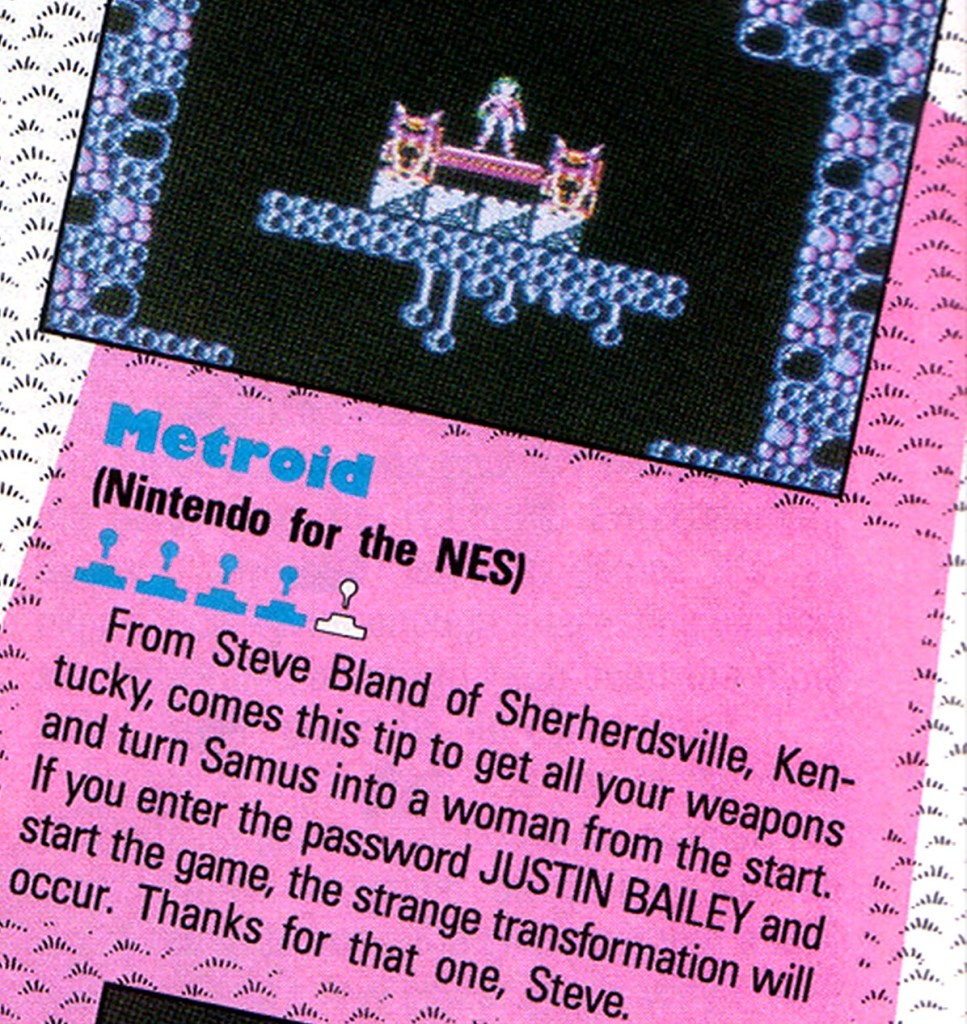 Metroid
(Nintendo for the NES)
From Steve Bland of Sherherdsville, Ken-
tucky, comes this tip to get all your weapons
and turn Samus into a woman from the start.
If you enter the password JUSTIN BAILEY and
start the game, the strange transformation will
occur. Thanks for that one, Steve.